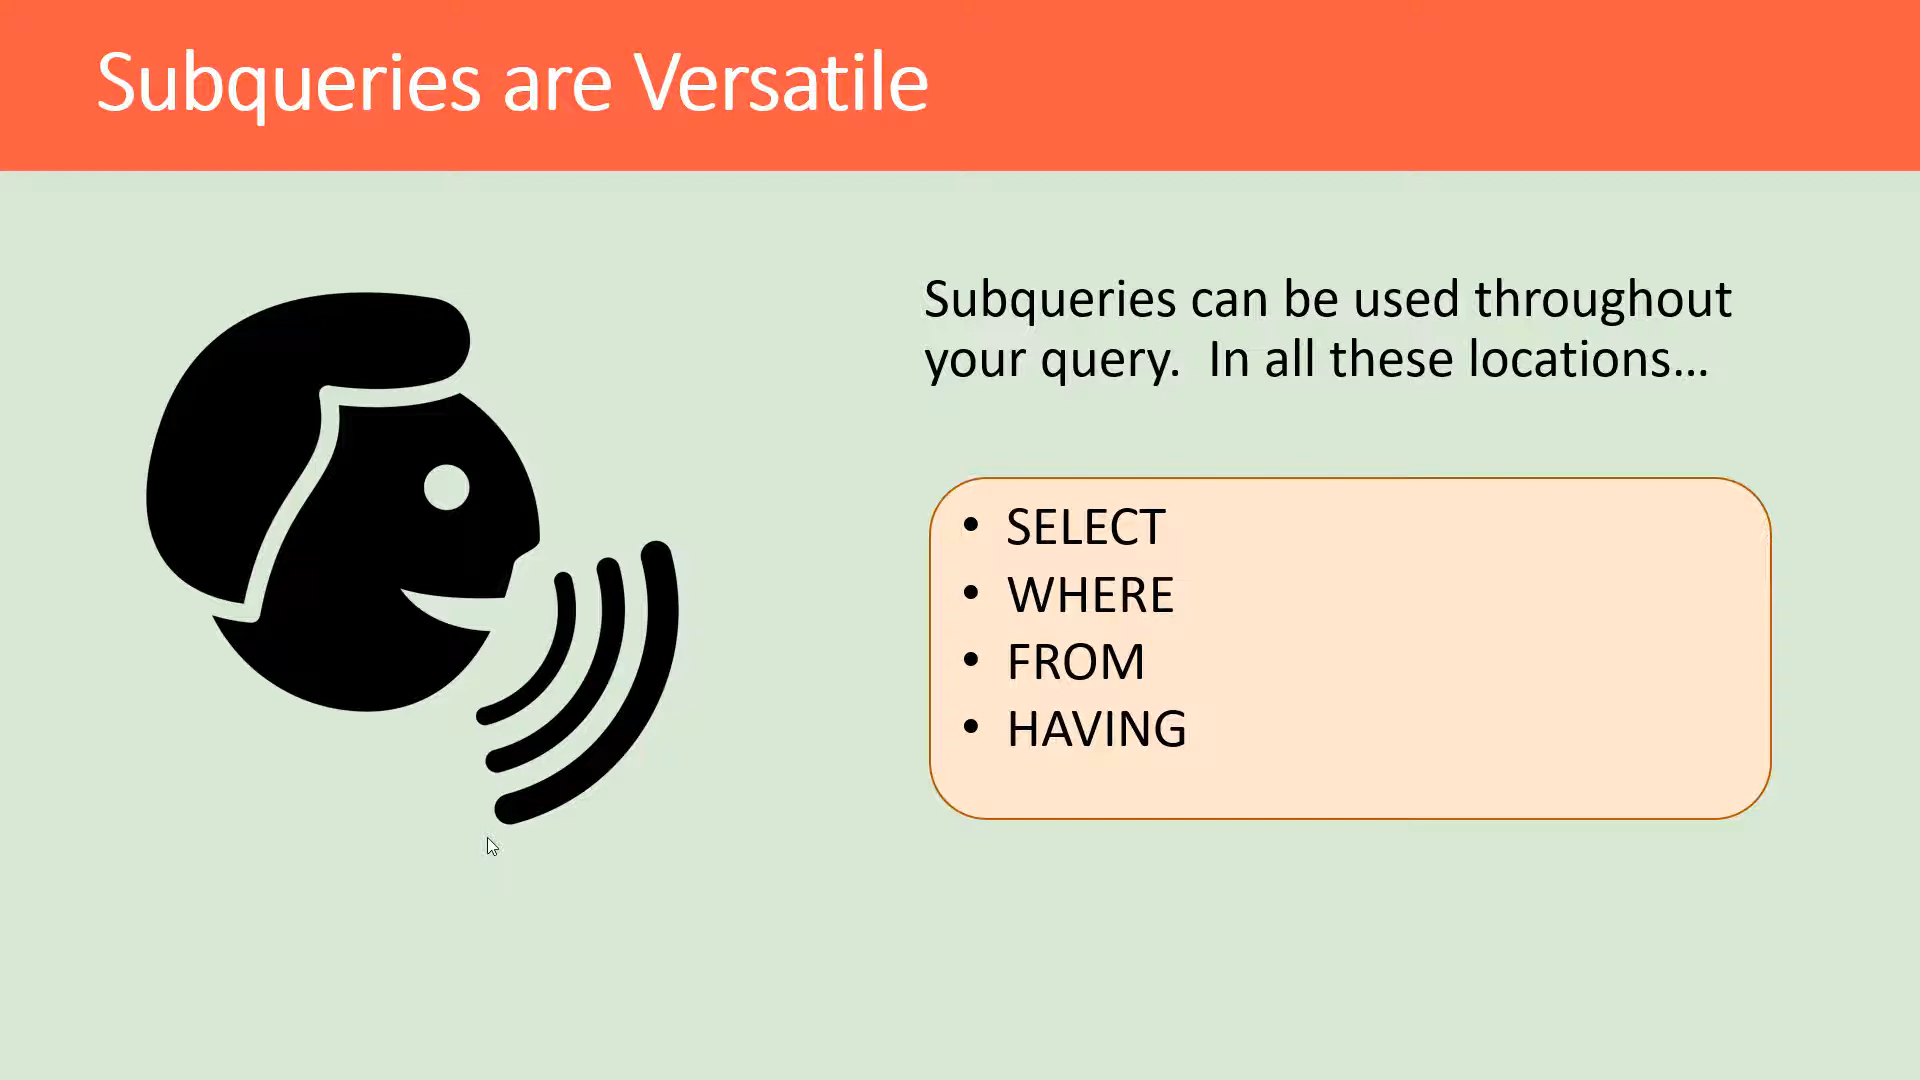 Subqueries are Versatile
Subqueries can be used throughout
your query.  In all these locations...
• SELECT
• WHERE
• FROM
• HAVING